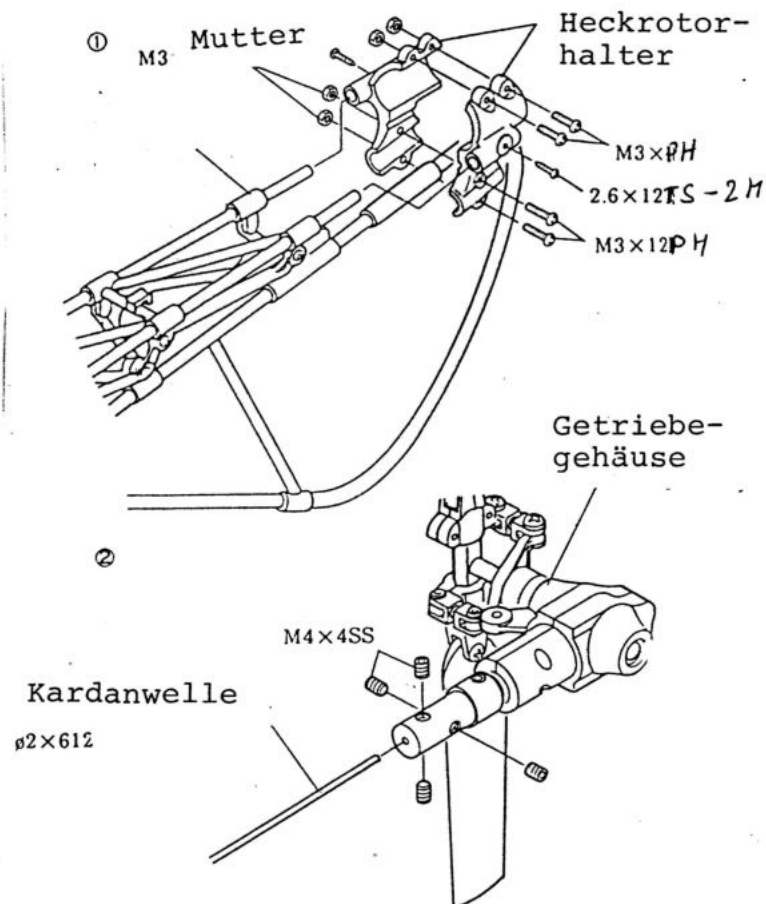 ①
M3 Mutter
Heckrotor-
halter
M3×PH
2.6×12TS-2H
M3×12PH
Getriebe-
gehäuse
②
M4×4SS
Kardanwelle
ø2×612